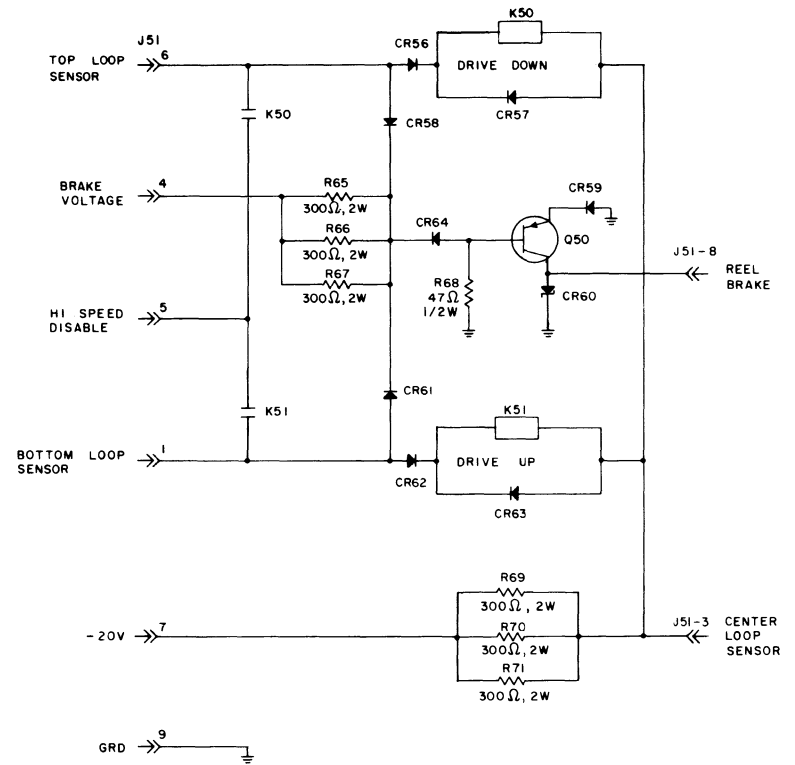 J51
TOP LOOP
SENSOR
6
CR56
K50
DRIVE DOWN
CR57
K50
CR58
BRAKE
VOLTAGE
4
R65
300Ω, 2W
R66
300Ω, 2W
R67
300Ω, 2W
CR64
CR59
Q50
R68
47Ω
1/2W
CR60
J51-8
REEL
BRAKE
HI SPEED
DISABLE
5
CR61
K51
K51
BOTTOM LOOP
SENSOR
1
CR62
DRIVE UP
CR63
-20V
7
R69
300Ω, 2W
R70
300Ω, 2W
R71
300Ω, 2W
J51-3
CENTER
LOOP
SENSOR
GRD
9